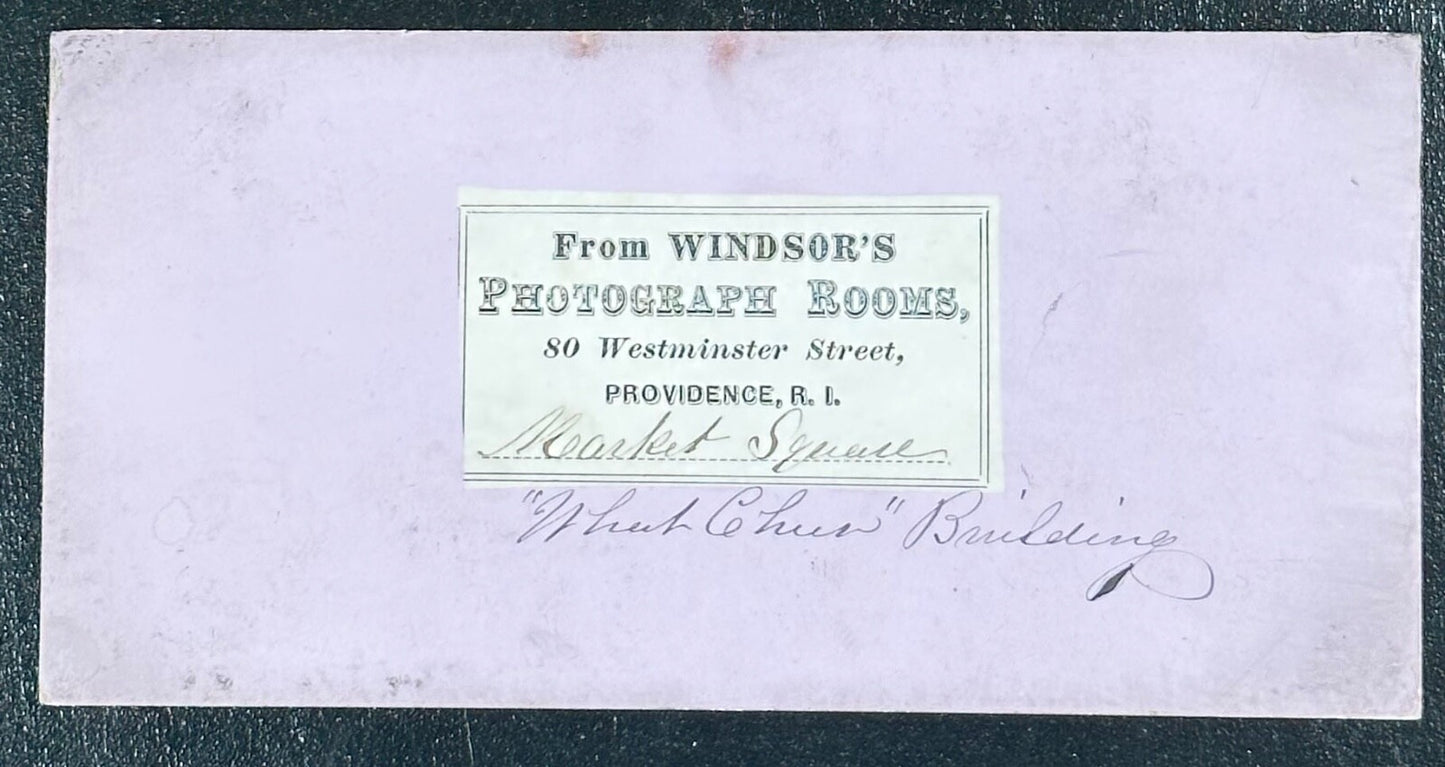 From WINDSOR'S
PHOTOGRAPH ROOMS,
80 Westminster Street,
PROVIDENCE, R. I.
Market Square
"What Cheer" Building